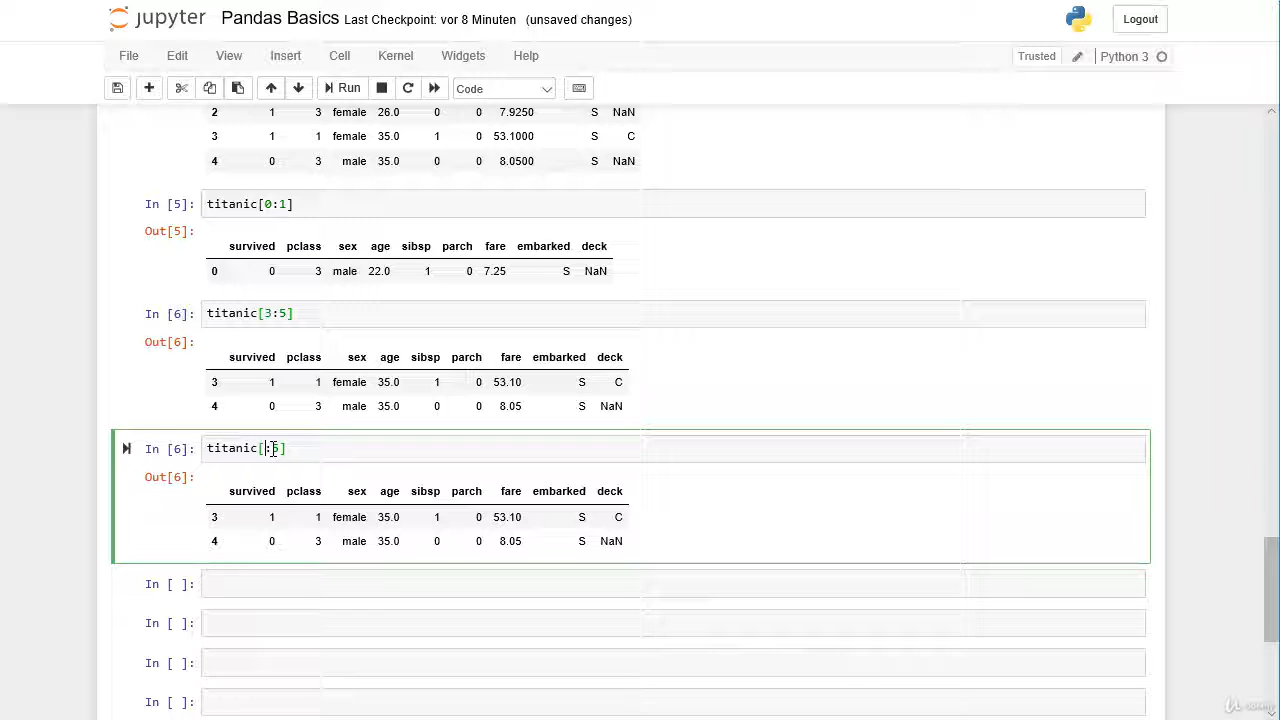 jupyter Pandas Basics Last Checkpoint: vor 8 Minuten (unsaved changes) Logout
File Edit View Insert Cell Kernel Widgets Help Trusted Python 3
Run Code
2 1 3 female 26.0 0 0 7.9250 S NaN
3 1 1 female 35.0 1 0 53.1000 S C
4 0 3 male 35.0 0 0 8.0500 S NaN
In [5]: titanic[0:1]
Out[5]:
survived pclass sex age sibsp parch fare embarked deck
0 0 3 male 22.0 1 0 7.25 S NaN
In [6]: titanic[3:5]
Out[6]:
survived pclass sex age sibsp parch fare embarked deck
3 1 1 female 35.0 1 0 53.10 S C
4 0 3 male 35.0 0 0 8.05 S NaN
In [6]: titanic[:5]
Out[6]:
survived pclass sex age sibsp parch fare embarked deck
3 1 1 female 35.0 1 0 53.10 S C
4 0 3 male 35.0 0 0 8.05 S NaN
In [ ]:
In [ ]:
In [ ]:
In [ ]:
Udemy